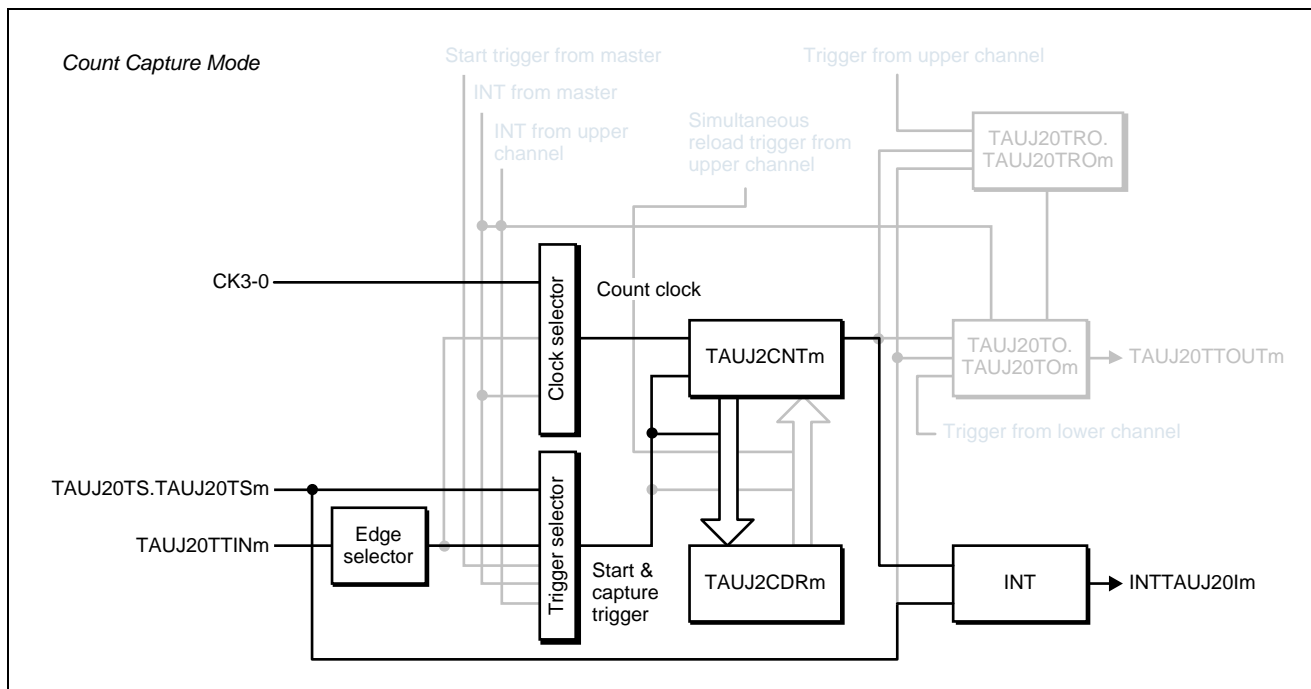 Count Capture Mode
Start trigger from master
Trigger from upper channel
INT from master
INT from upper
channel
Simultaneous
reload trigger from
upper channel
TAUJ20TRO.
TAUJ20TROm
CK3-0
Clock selector
Count clock
TAUJ2CNTm
TAUJ20TO.
TAUJ20TOm
TAUJ20TTOUTm
Trigger from lower channel
TAUJ20TS.TAUJ20TSm
TAUJ20TTINm
Edge
selector
Trigger selector
Start &
capture
trigger
TAUJ2CDRm
INT
INTTAUJ20Im